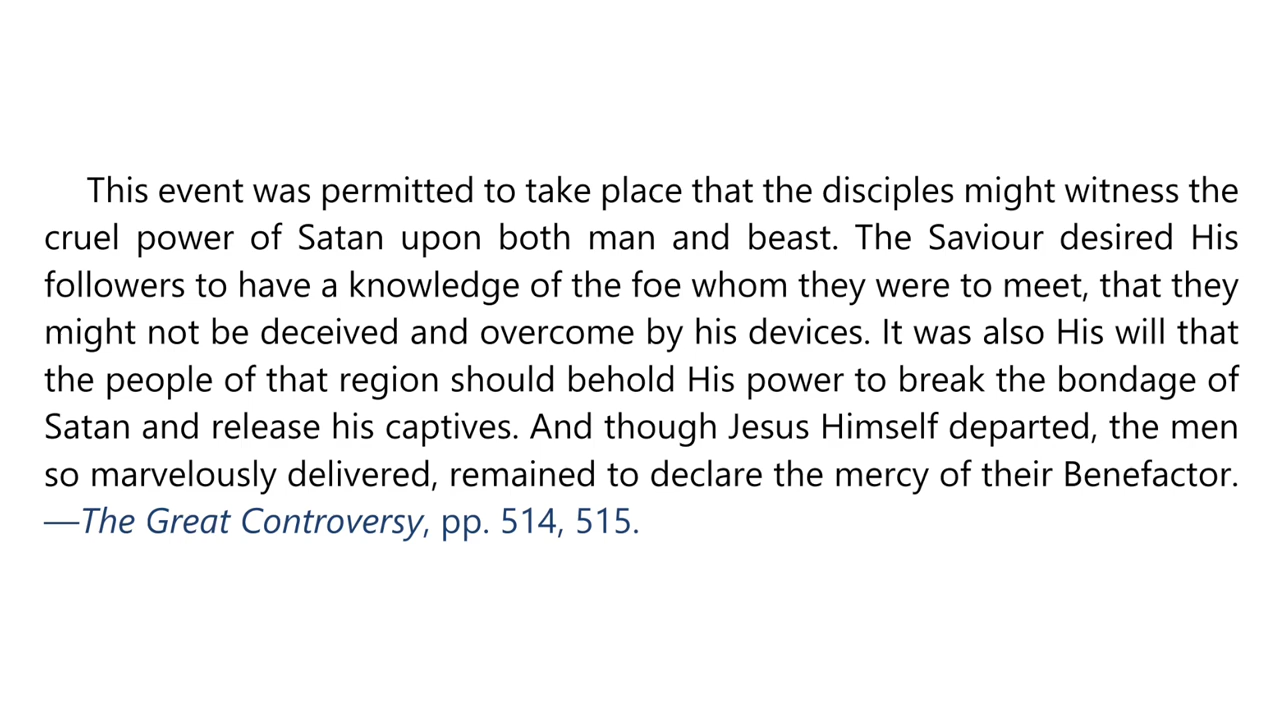 This event was permitted to take place that the disciples might witness the
cruel power of Satan upon both man and beast. The Saviour desired His
followers to have a knowledge of the foe whom they were to meet, that they
might not be deceived and overcome by his devices. It was also His will that
the people of that region should behold His power to break the bondage of
Satan and release his captives. And though Jesus Himself departed, the men
so marvelously delivered, remained to declare the mercy of their Benefactor.
—The Great Controversy, pp. 514, 515.